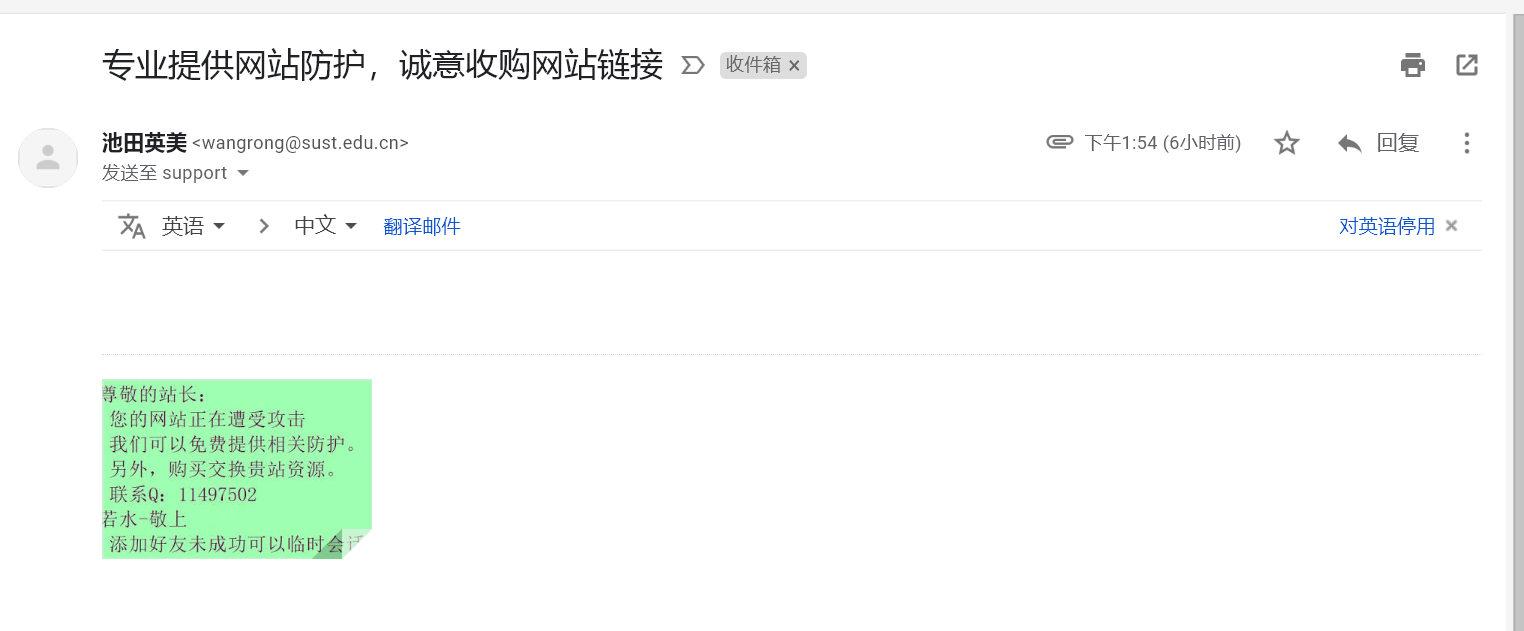 专业提供网站防护，诚意收购网站链接
收件箱 ×
池田英美 <wangrong@sust.edu.cn>
下午1:54 (6小时前)
回复
发送至 support
英语
中文
翻译邮件
对英语停用 ×
尊敬的站长：
您的网站正在遭受攻击
我们可以免费提供相关防护。
另外，购买交换贵站资源。
联系Q：11497502
若水-敬上
添加好友未成功可以临时会话